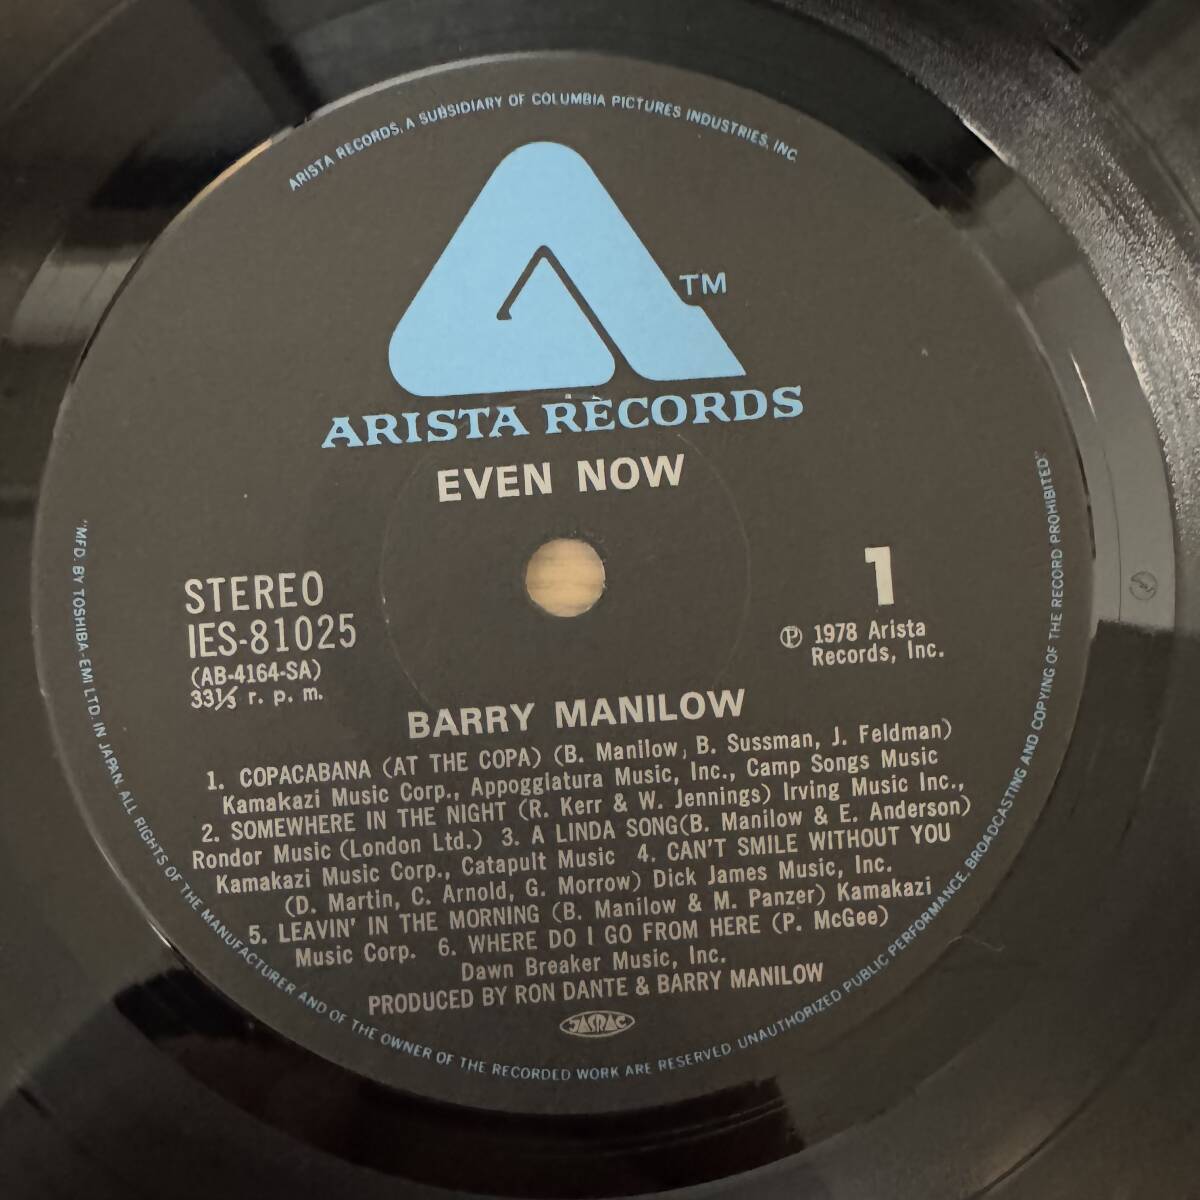 ARISTA RECORDS, A SUBSIDIARY OF COLUMBIA PICTURES INDUSTRIES, INC.
TM
ARISTA RECORDS
EVEN NOW
STEREO
IES-81025
(AB-4164-SA)
33⅓ r. p. m.
1
Ⓟ 1978 Arista
Records, Inc.
BARRY MANILOW
1. COPACABANA (AT THE COPA) (B. Manilow, B. Sussman, J. Feldman)
Kamakazi Music Corp., Appogglatura Music, Inc., Camp Songs Music
2. SOMEWHERE IN THE NIGHT (R. Kerr & W. Jennings) Irving Music Inc.,
Rondor Music (London Ltd.) 3. A LINDA SONG(B. Manilow & E. Anderson)
Kamakazi Music Corp., Catapult Music 4. CAN'T SMILE WITHOUT YOU
(D. Martin, C. Arnold, G. Morrow) Dick James Music, Inc.
5. LEAVIN' IN THE MORNING (B. Manilow & M. Panzer) Kamakazi
Music Corp. 6. WHERE DO I GO FROM HERE (P. McGee)
Dawn Breaker Music, Inc.
PRODUCED BY RON DANTE & BARRY MANILOW
JASRAC
"MFD. BY TOSHIBA-EMI LTD. IN JAPAN. ALL RIGHTS OF THE MANUFACTURER AND OF THE OWNER OF THE RECORDED WORK ARE RESERVED. UNAUTHORIZED PUBLIC PERFORMANCE, BROADCASTING AND COPYING OF THE RECORD PROHIBITED."